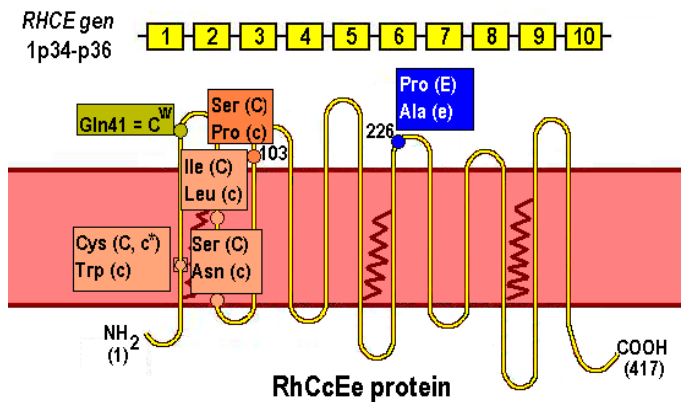 RHCE gen
1p34-p36
1 2 3 4 5 6 7 8 9 10
Gln41 = C^W
Ser (C)
Pro (c)
103
Pro (E)
Ala (e)
226
Ile (C)
Leu (c)
Cys (C, c*)
Trp (c)
Ser (C)
Asn (c)
NH2
(1)
COOH
(417)
RhCcEe protein